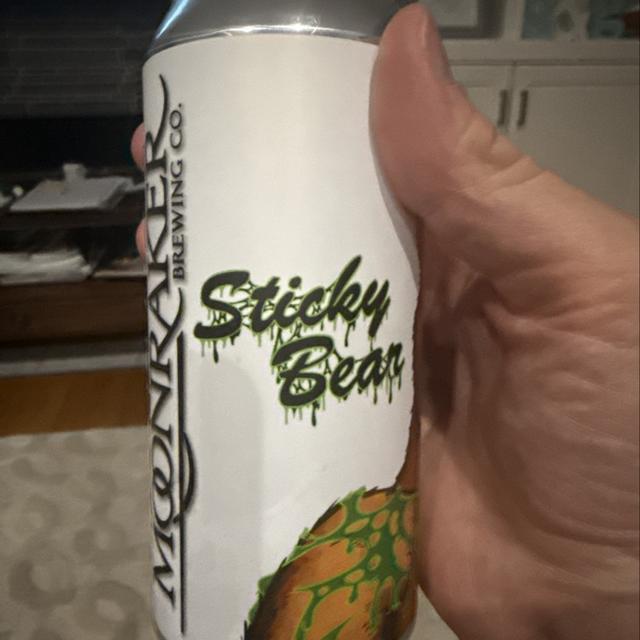 MOONRAKER
BREWING CO.
Sticky
Bear